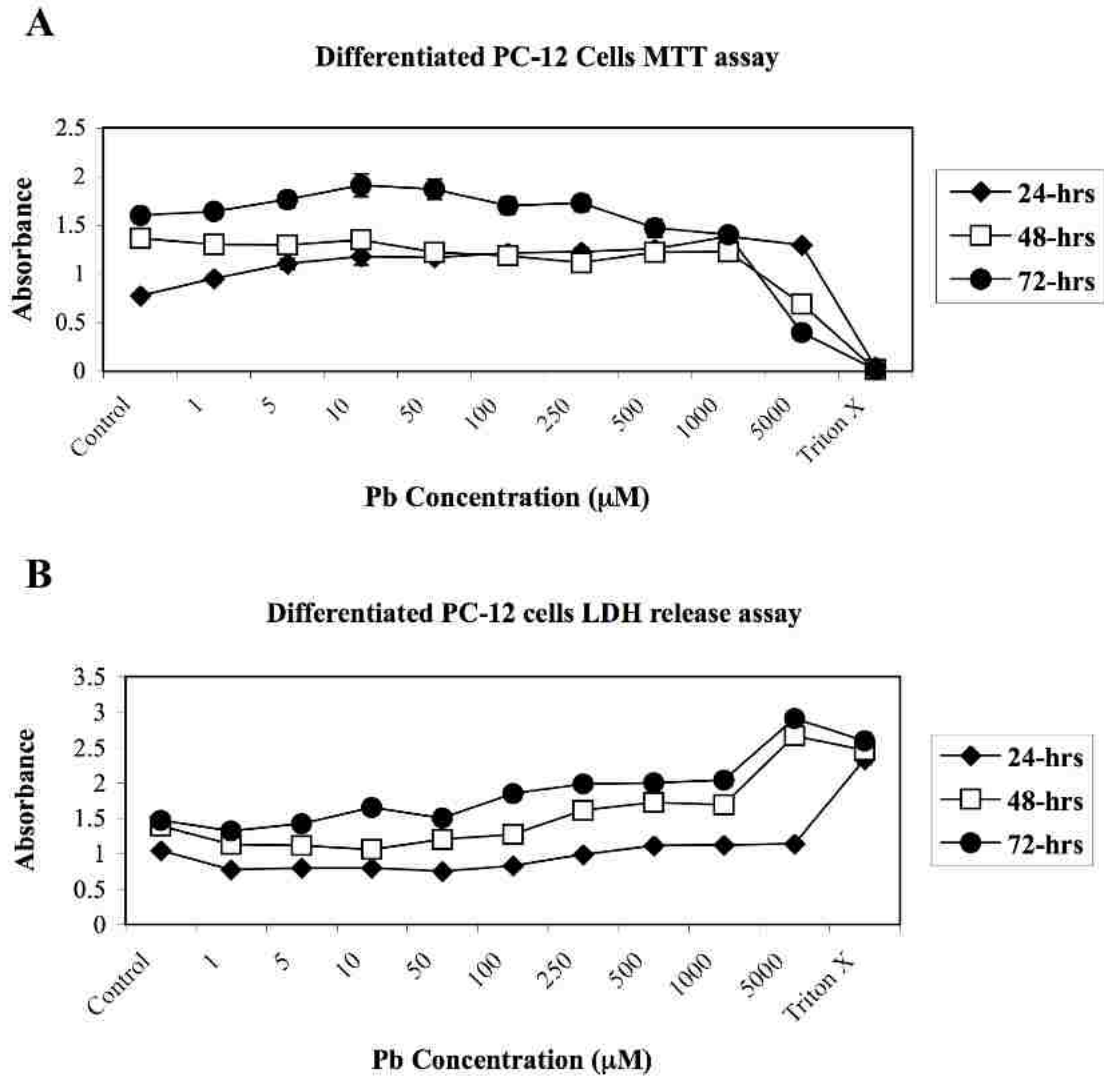 A
Differentiated PC-12 Cells MTT assay
2.5
2
1.5
1
0.5
0
Absorbance
Control
1
5
10
50
100
250
500
1000
5000
Triton X
Pb Concentration (μM)
24-hrs
48-hrs
72-hrs
B
Differentiated PC-12 cells LDH release assay
3.5
3
2.5
2
1.5
1
0.5
0
Absorbance
Control
1
5
10
50
100
250
500
1000
5000
Triton X
Pb Concentration (μM)
24-hrs
48-hrs
72-hrs